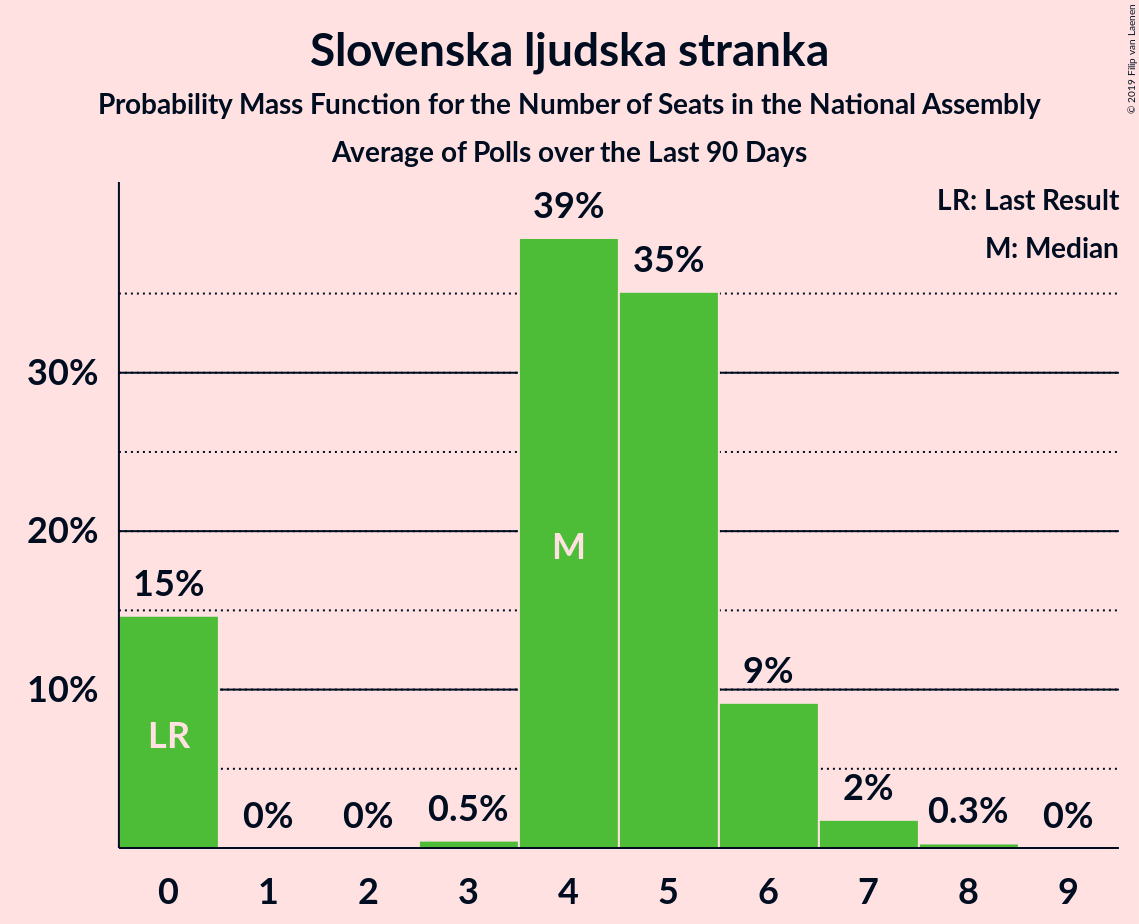 Slovenska ljudska stranka
Probability Mass Function for the Number of Seats in the National Assembly
Average of Polls over the Last 90 Days
© 2019 Filip van Laenen
LR: Last Result
M: Median
39%
35%
30%
20%
15%
10%
9%
2%
0%
0%
0.5%
0.3%
0%
M
LR
0 1 2 3 4 5 6 7 8 9